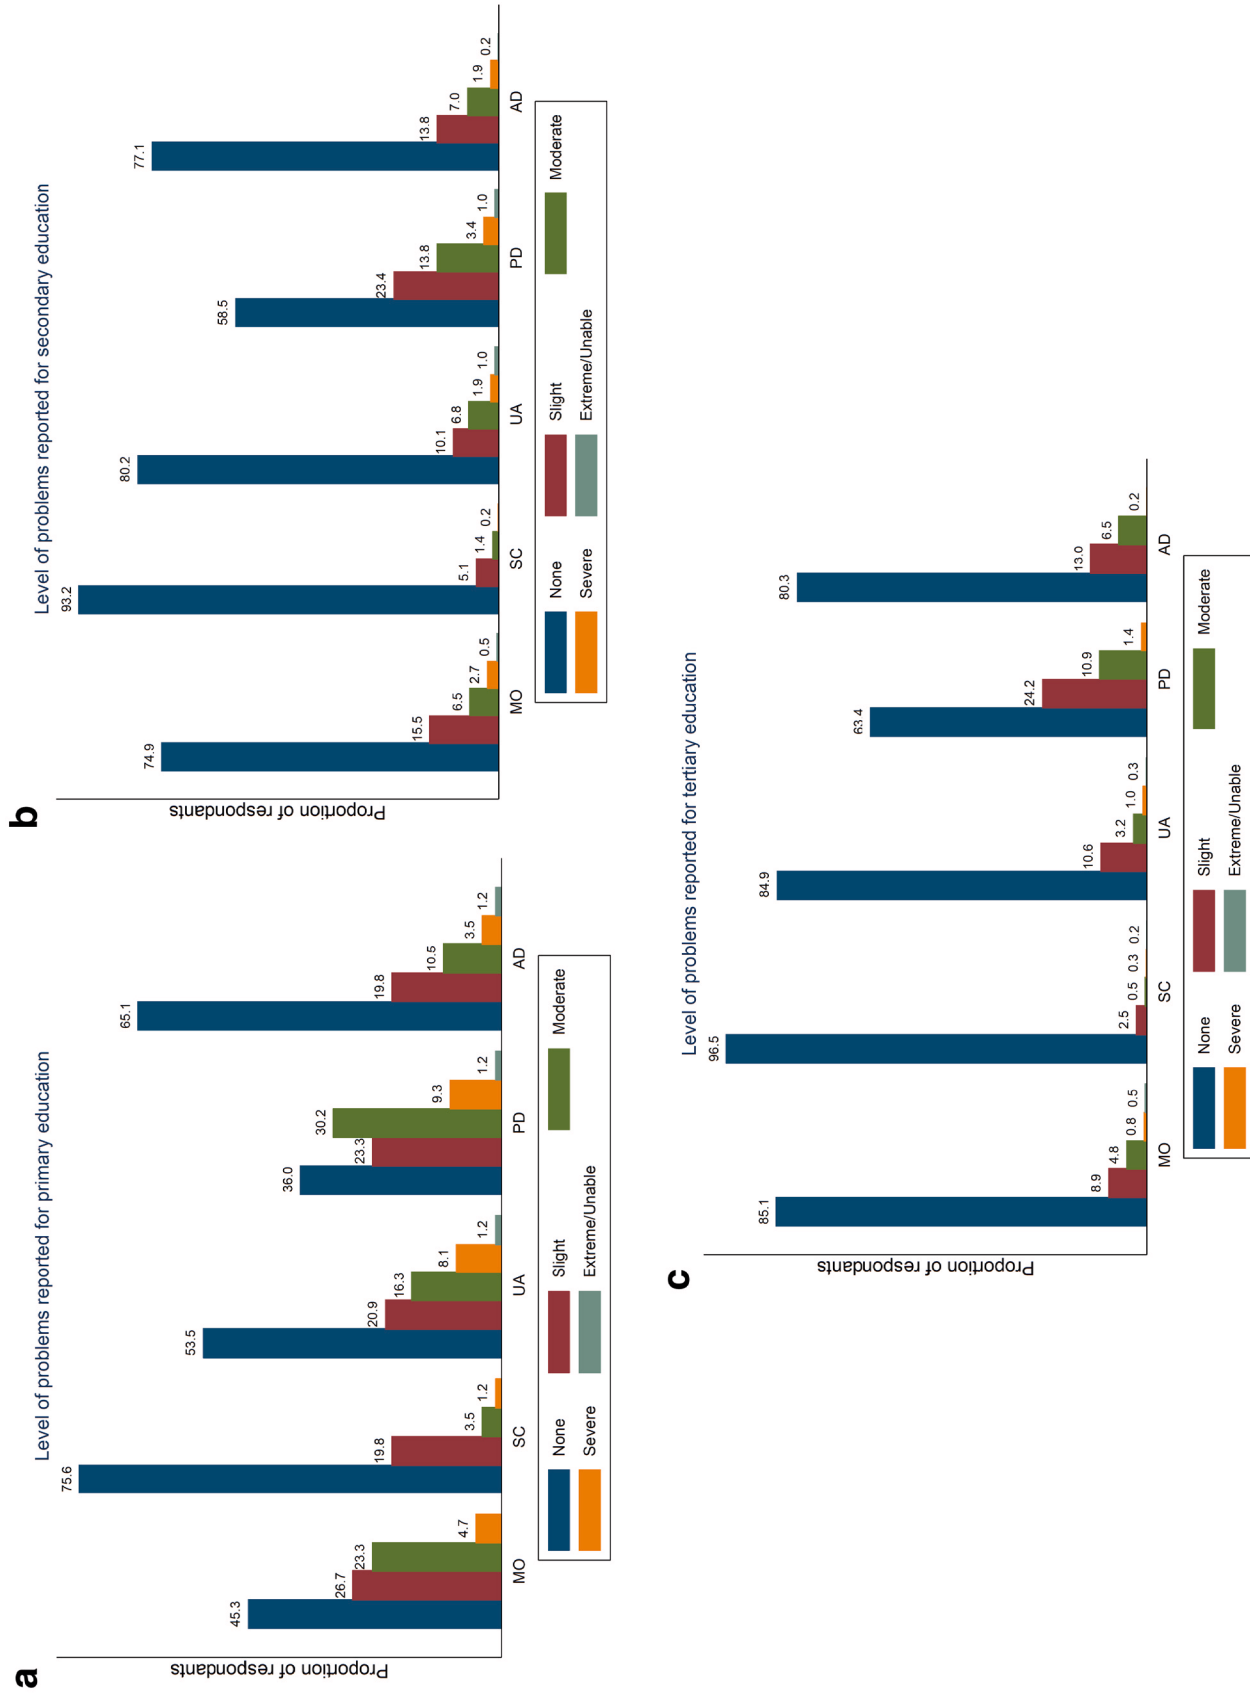 a
Level of problems reported for primary education
Proportion of respondants
45.3 26.7 23.3 4.7
75.6 19.8 3.5 1.2
53.5 20.9 16.3 8.1 1.2
36.0 23.3 30.2 9.3 1.2
65.1 19.8 10.5 3.5 1.2
MO SC UA PD AD
None Slight Moderate
Severe Extreme/Unable
b
Level of problems reported for secondary education
Proportion of respondants
74.9 15.5 6.5 2.7 0.5
93.2 5.1 1.4 0.2
80.2 10.1 6.8 1.9 1.0
58.5 23.4 13.8 3.4 1.0
77.1 13.8 7.0 1.9 0.2
MO SC UA PD AD
None Slight Moderate
Severe Extreme/Unable
c
Level of problems reported for tertiary education
Proportion of respondants
85.1 8.9 4.8 0.8 0.5
96.5 2.5 0.5 0.3 0.2
84.9 10.6 3.2 1.0 0.3
63.4 24.2 10.9 1.4
80.3 13.0 6.5 0.2
MO SC UA PD AD
None Slight Moderate
Severe Extreme/Unable